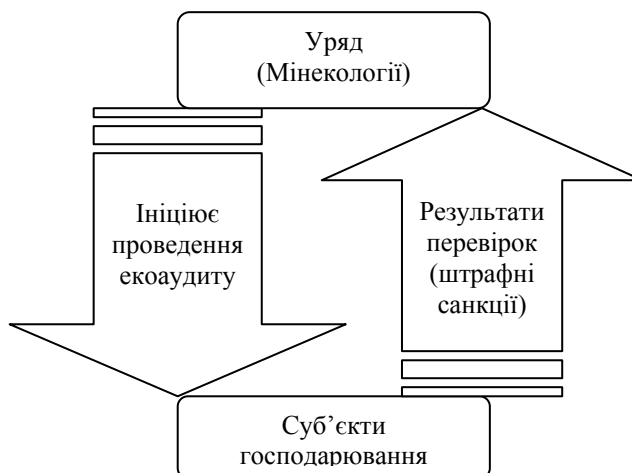 Уряд
(Мінекології)
Ініціює
проведення
екоаудиту
Результати
перевірок
(штрафні
санкції)
Суб’єкти
господарювання